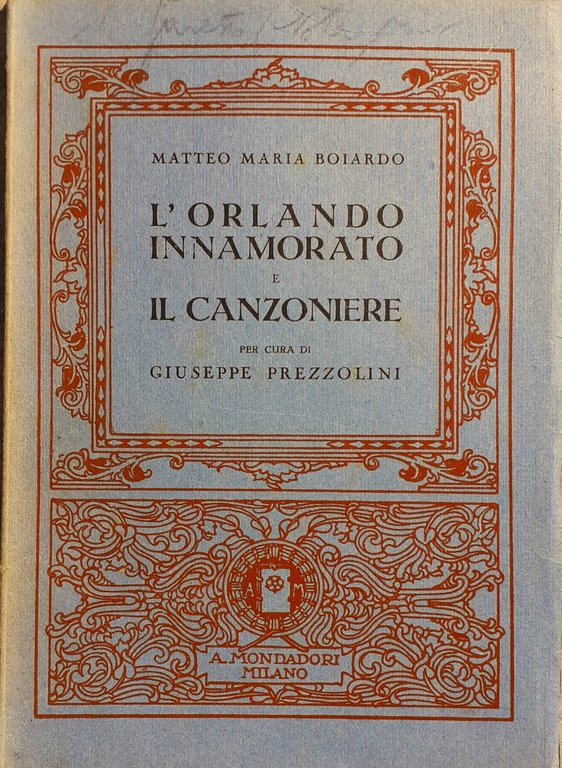 MATTEO MARIA BOIARDO
L'ORLANDO
INNAMORATO
E
IL CANZONIERE
PER CURA DI
GIUSEPPE PREZZOLINI
A M
A. MONDADORI
MILANO